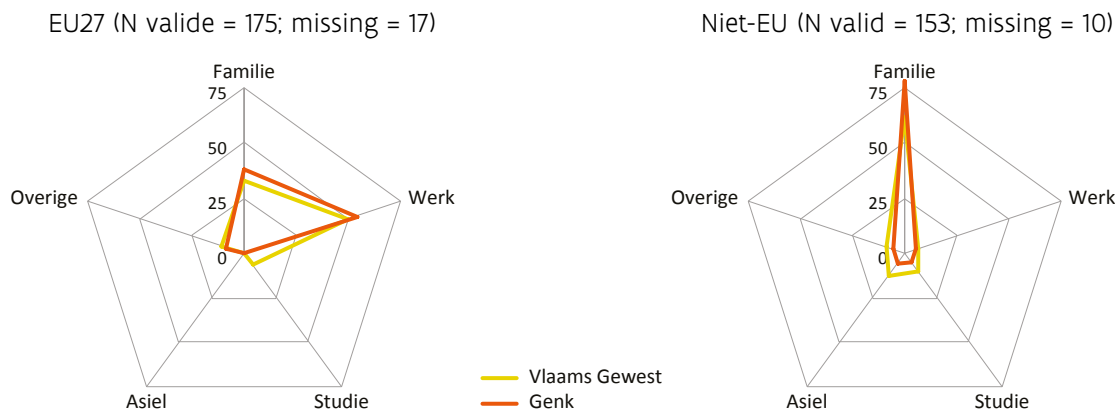 EU27 (N valide = 175; missing = 17)
Familie
75
50
25
0
Overige
Werk
Asiel
Studie
Niet-EU (N valid = 153; missing = 10)
Familie
75
50
25
0
Overige
Werk
Asiel
Studie
Vlaams Gewest
Genk